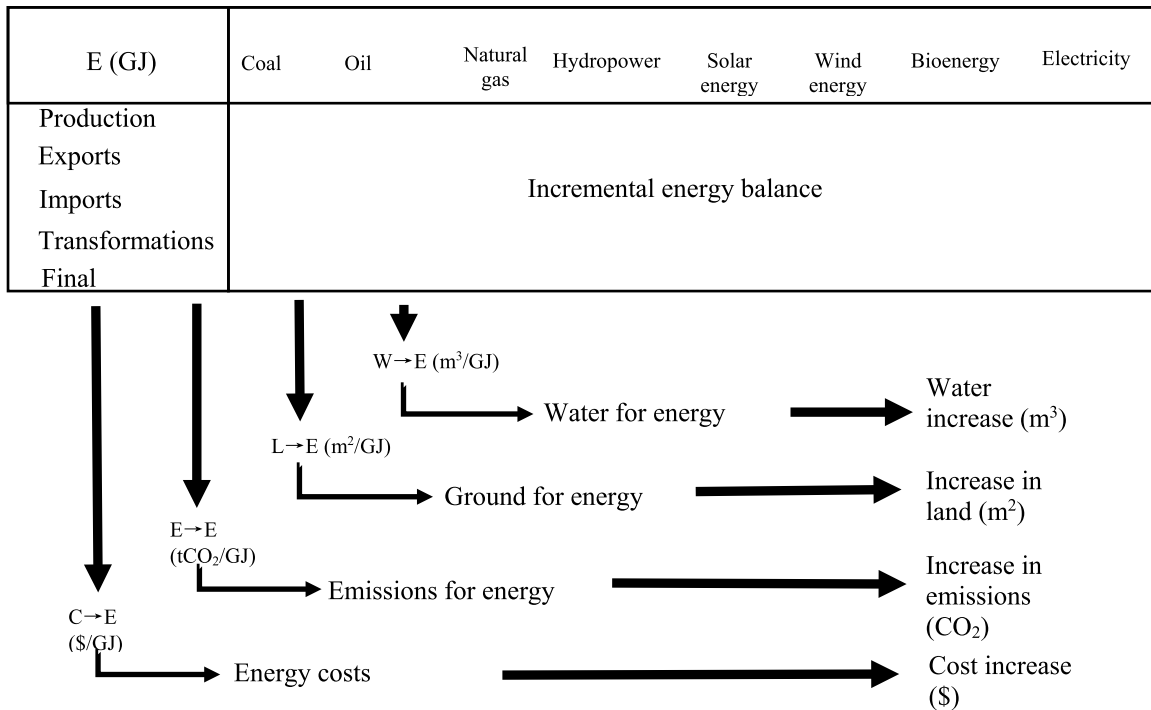 E (GJ)
Coal
Oil
Natural
gas
Hydropower
Solar
energy
Wind
energy
Bioenergy
Electricity
Production
Exports
Imports
Transformations
Final
Incremental energy balance
W→E (m³/GJ)
Water for energy
Water
increase (m³)
L→E (m²/GJ)
Ground for energy
Increase in
land (m²)
E→E
(tCO₂/GJ)
Emissions for energy
Increase in
emissions
(CO₂)
C→E
($/GJ)
Energy costs
Cost increase
($)